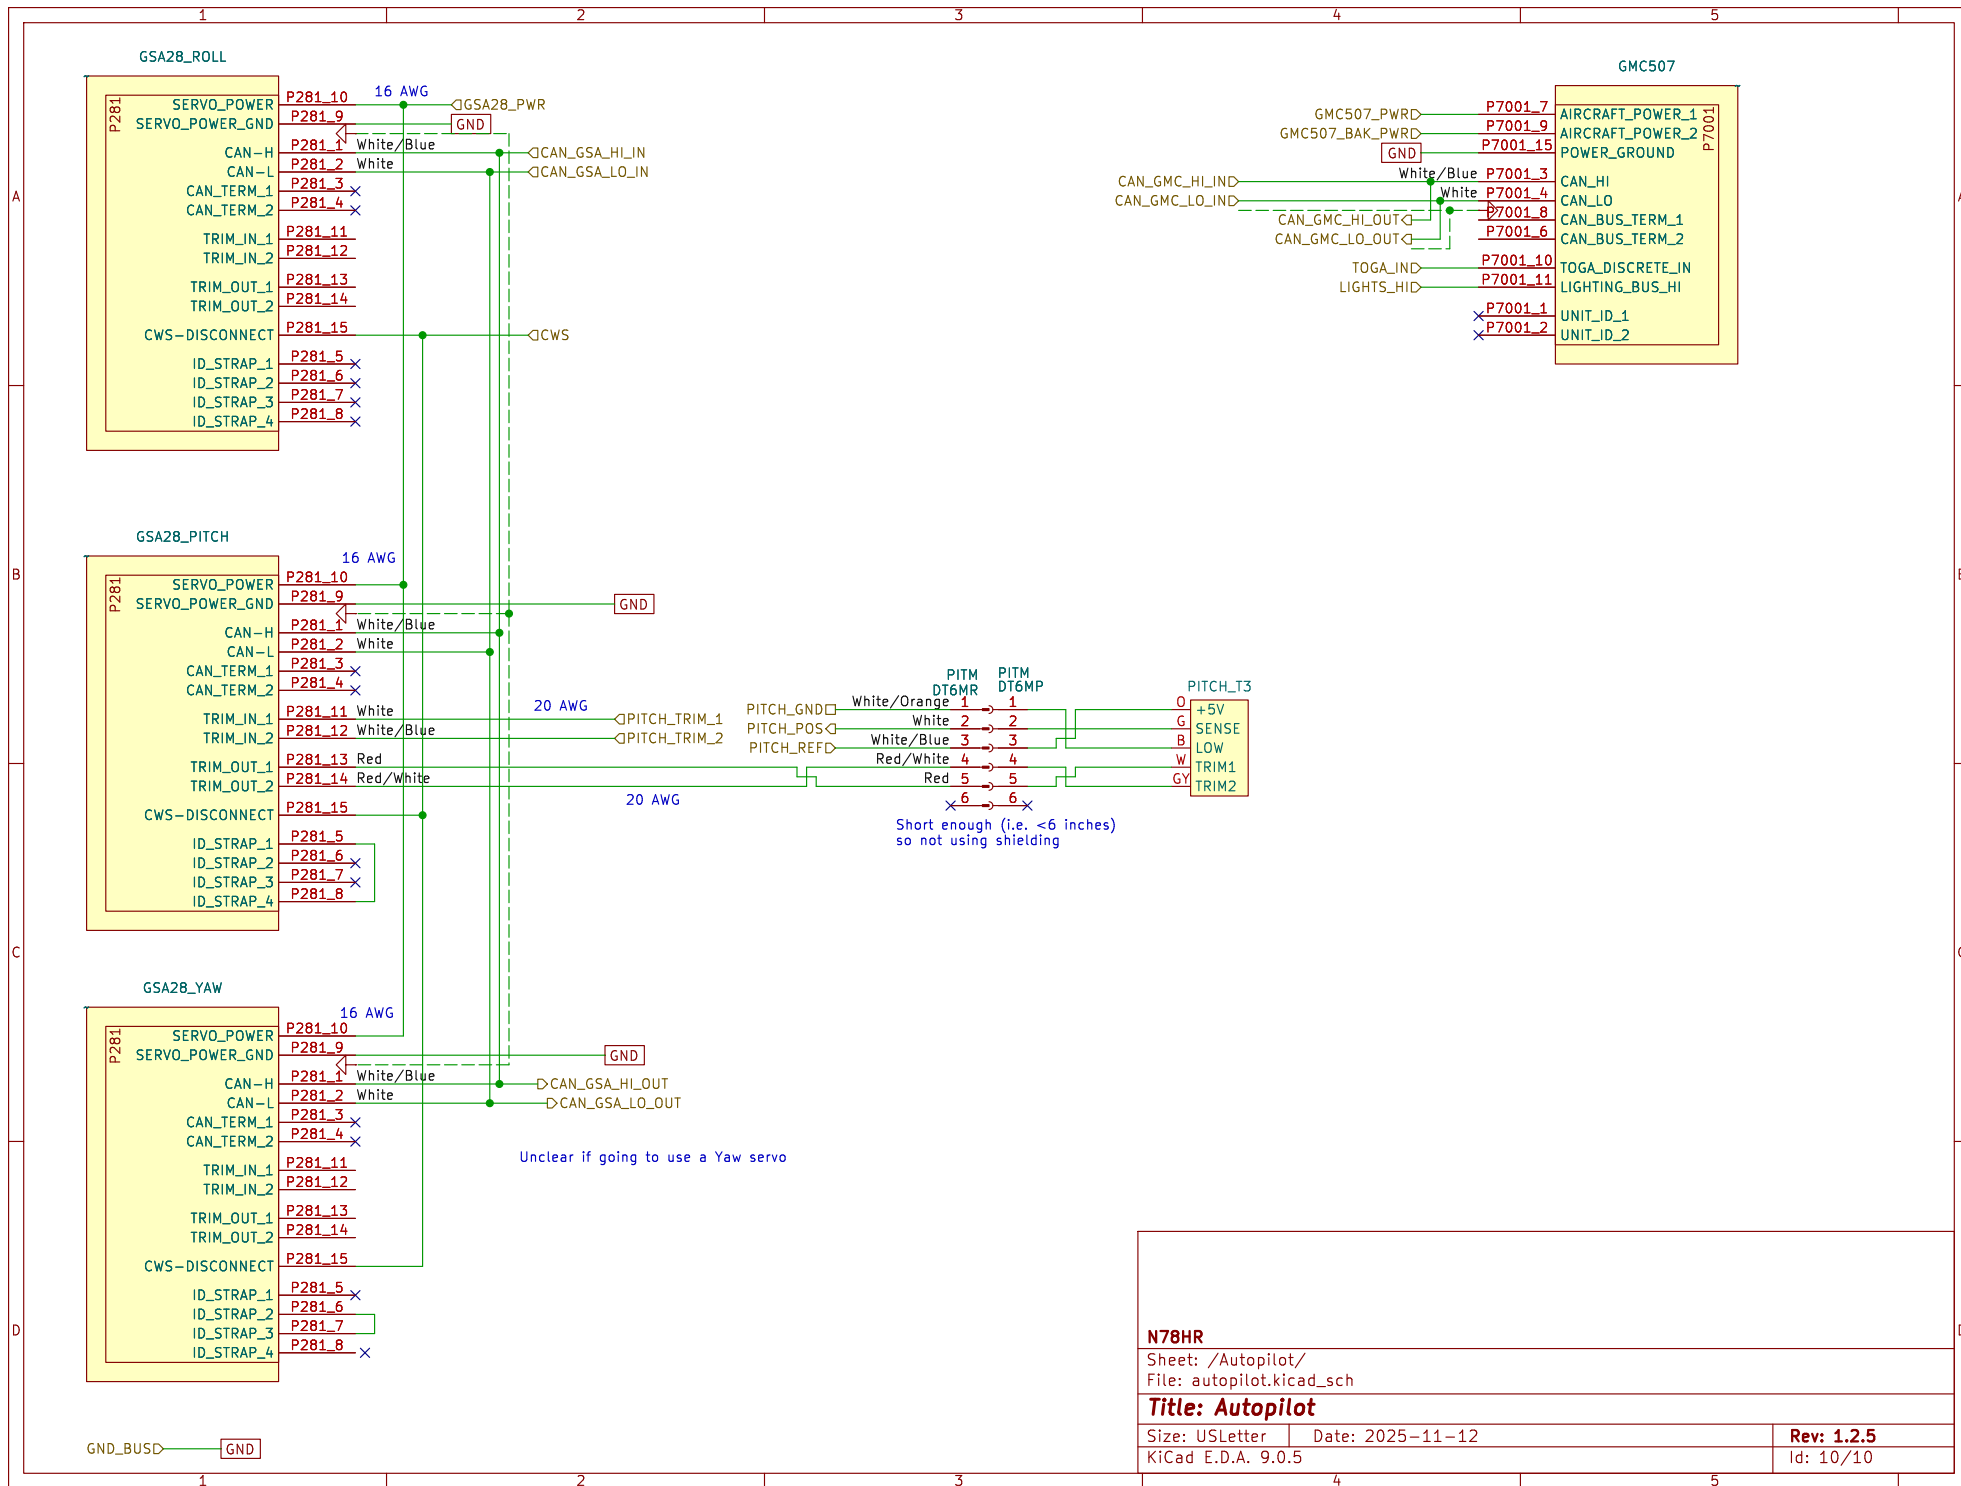 1 2 3 4 5
A
B
C
D
GSA28_ROLL
P281
16 AWG
SERVO_POWER P281_10 GSA28_PWR
SERVO_POWER_GND P281_9 GND
CAN-H P281_1 White/Blue CAN_GSA_HI_IN
CAN-L P281_2 White CAN_GSA_LO_IN
CAN_TERM_1 P281_3
CAN_TERM_2 P281_4
TRIM_IN_1 P281_11
TRIM_IN_2 P281_12
TRIM_OUT_1 P281_13
TRIM_OUT_2 P281_14
CWS-DISCONNECT P281_15 CWS
ID_STRAP_1 P281_5
ID_STRAP_2 P281_6
ID_STRAP_3 P281_7
ID_STRAP_4 P281_8
GMC507
P7001
GMC507_PWR P7001_7 AIRCRAFT_POWER_1
GMC507_BAK_PWR P7001_9 AIRCRAFT_POWER_2
GND P7001_15 POWER_GROUND
CAN_GMC_HI_IN White/Blue P7001_3 CAN_HI
CAN_GMC_LO_IN White P7001_4 CAN_LO
CAN_GMC_HI_OUT P7001_8 CAN_BUS_TERM_1
CAN_GMC_LO_OUT P7001_6 CAN_BUS_TERM_2
TOGA_IN P7001_10 TOGA_DISCRETE_IN
LIGHTS_HI P7001_11 LIGHTING_BUS_HI
P7001_1 UNIT_ID_1
P7001_2 UNIT_ID_2
GSA28_PITCH
P281
16 AWG
SERVO_POWER P281_10
SERVO_POWER_GND P281_9 GND
CAN-H P281_1 White/Blue
CAN-L P281_2 White
CAN_TERM_1 P281_3
CAN_TERM_2 P281_4
20 AWG
TRIM_IN_1 P281_11 White PITCH_TRIM_1
TRIM_IN_2 P281_12 White/Blue PITCH_TRIM_2
TRIM_OUT_1 P281_13 Red
TRIM_OUT_2 P281_14 Red/White
20 AWG
CWS-DISCONNECT P281_15
ID_STRAP_1 P281_5
ID_STRAP_2 P281_6
ID_STRAP_3 P281_7
ID_STRAP_4 P281_8
PITM PITM
DT6MR DT6MP PITCH_T3
PITCH_GND White/Orange 1 1 O +5V
PITCH_POS White 2 2 G SENSE
PITCH_REF White/Blue 3 3 B LOW
Red/White 4 4 W TRIM1
Red 5 5 GY TRIM2
6 6
Short enough (i.e. <6 inches)
so not using shielding
GSA28_YAW
P281
16 AWG
SERVO_POWER P281_10
SERVO_POWER_GND P281_9 GND
CAN-H P281_1 White/Blue CAN_GSA_HI_OUT
CAN-L P281_2 White CAN_GSA_LO_OUT
CAN_TERM_1 P281_3
CAN_TERM_2 P281_4
Unclear if going to use a Yaw servo
TRIM_IN_1 P281_11
TRIM_IN_2 P281_12
TRIM_OUT_1 P281_13
TRIM_OUT_2 P281_14
CWS-DISCONNECT P281_15
ID_STRAP_1 P281_5
ID_STRAP_2 P281_6
ID_STRAP_3 P281_7
ID_STRAP_4 P281_8
GND_BUS GND
N78HR
Sheet: /Autopilot/
File: autopilot.kicad_sch
Title: Autopilot
Size: USLetter Date: 2025-11-12 Rev: 1.2.5
KiCad E.D.A. 9.0.5 Id: 10/10
1 2 3 4 5